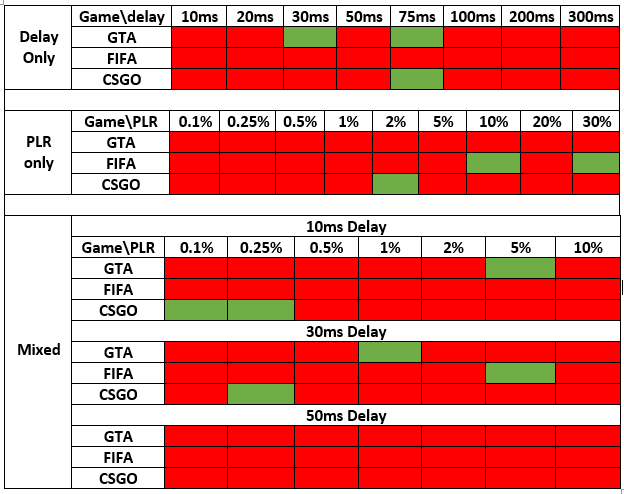 Delay Only
Game\delay 10ms 20ms 30ms 50ms 75ms 100ms 200ms 300ms
GTA
FIFA
CSGO
PLR only
Game\PLR 0.1% 0.25% 0.5% 1% 2% 5% 10% 20% 30%
GTA
FIFA
CSGO
Mixed
10ms Delay
Game\PLR 0.1% 0.25% 0.5% 1% 2% 5% 10%
GTA
FIFA
CSGO
30ms Delay
GTA
FIFA
CSGO
50ms Delay
GTA
FIFA
CSGO